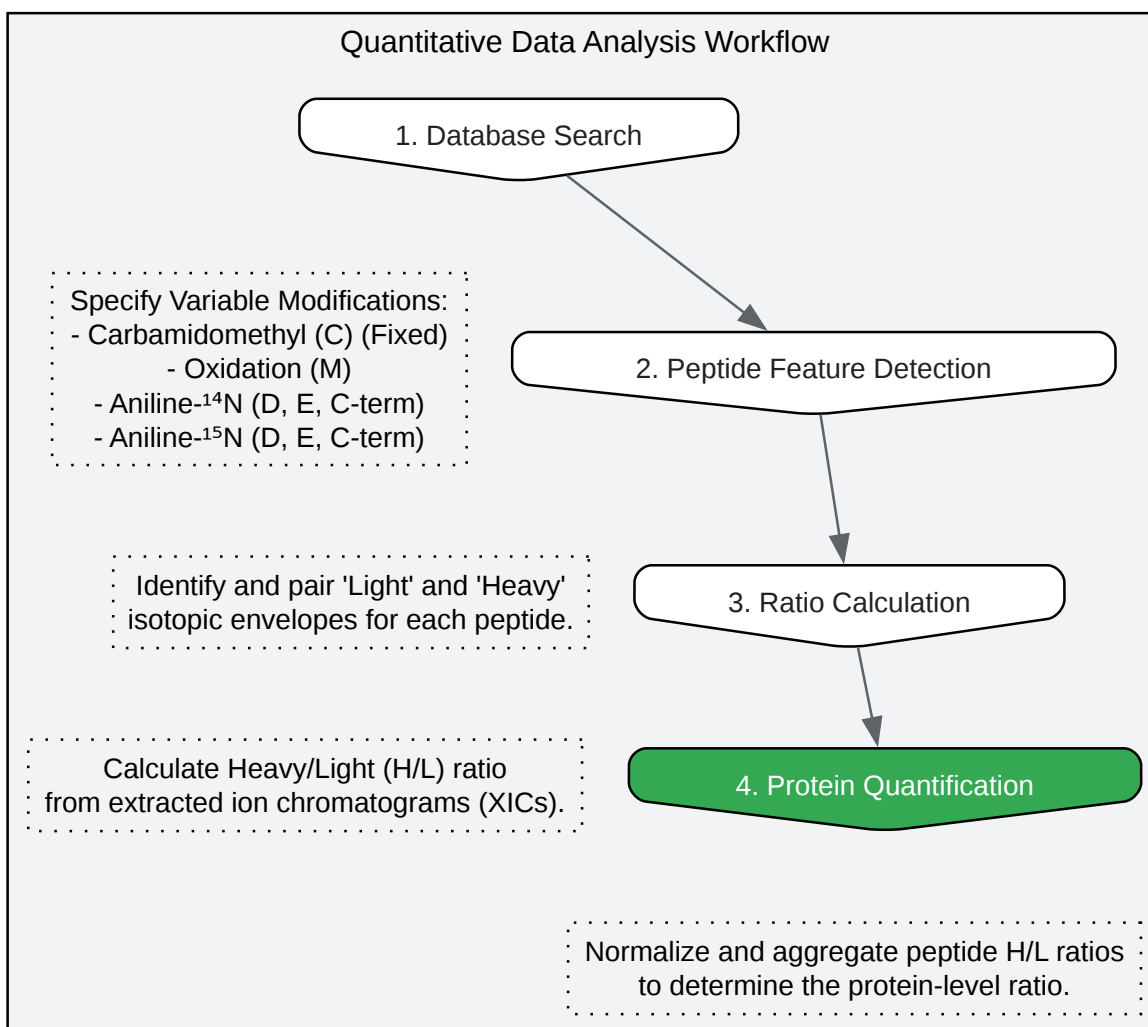 Quantitative Data Analysis Workflow
1. Database Search
Specify Variable Modifications:
- Carbamidomethyl (C) (Fixed)
- Oxidation (M)
- Aniline-¹⁴N (D, E, C-term)
- Aniline-¹⁵N (D, E, C-term)
2. Peptide Feature Detection
Identify and pair 'Light' and 'Heavy'
isotopic envelopes for each peptide.
3. Ratio Calculation
Calculate Heavy/Light (H/L) ratio
from extracted ion chromatograms (XICs).
4. Protein Quantification
Normalize and aggregate peptide H/L ratios
to determine the protein-level ratio.